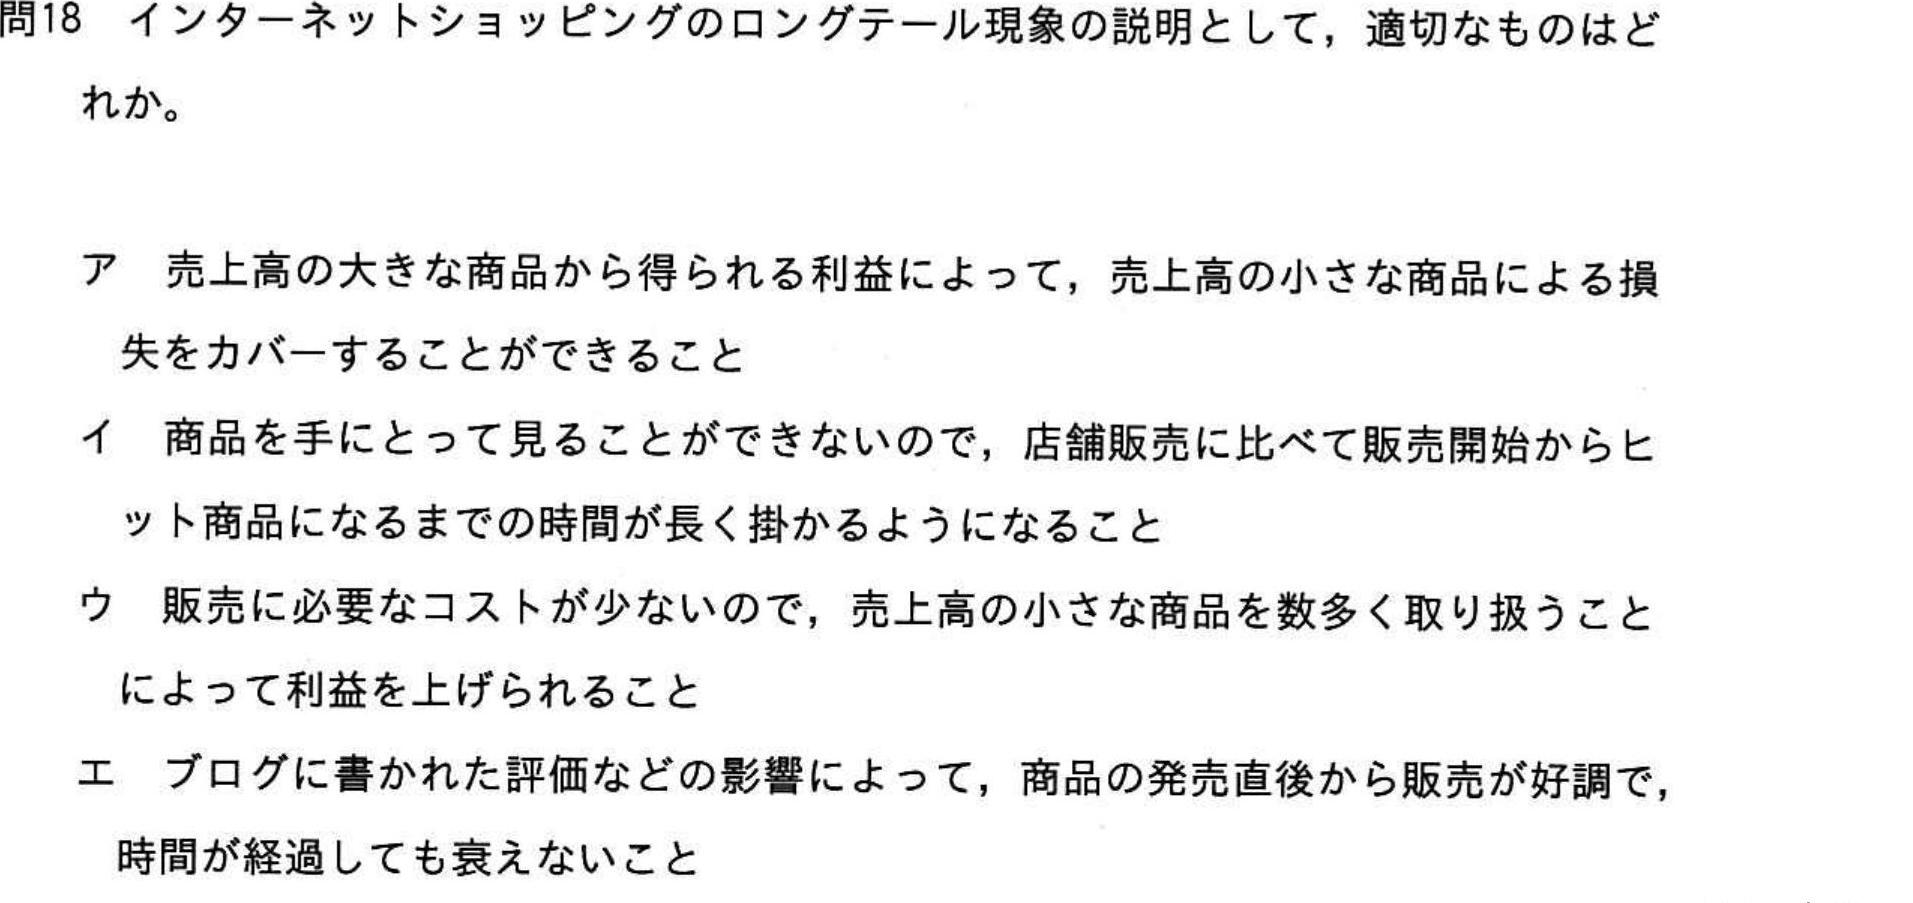 問18 インターネットショッピングのロングテール現象の説明として，適切なものはど
れか。
ア 売上高の大きな商品から得られる利益によって，売上高の小さな商品による損
失をカバーすることができること
イ 商品を手にとって見ることができないので，店舗販売に比べて販売開始からヒ
ット商品になるまでの時間が長く掛かるようになること
ウ 販売に必要なコストが少ないので，売上高の小さな商品を数多く取り扱うこと
によって利益を上げられること
エ ブログに書かれた評価などの影響によって，商品の発売直後から販売が好調で，
時間が経過しても衰えないこと